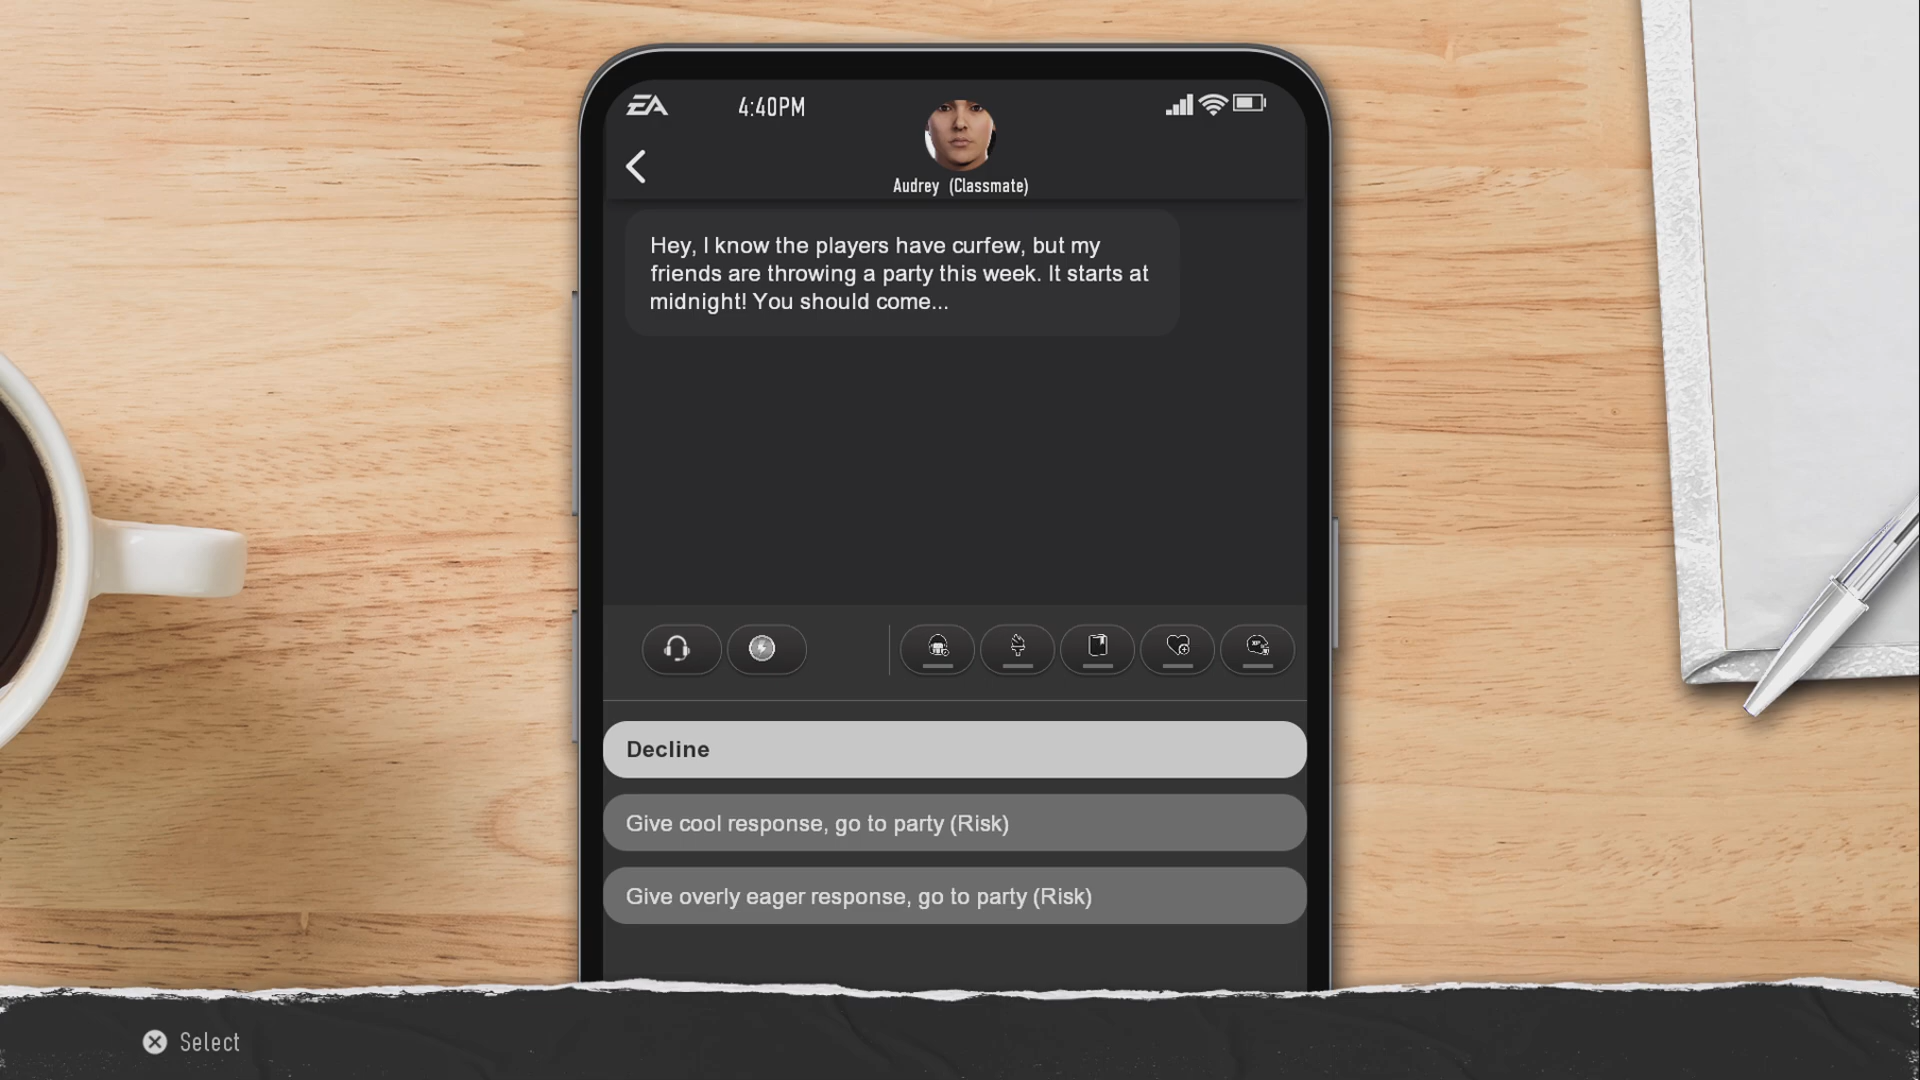 EA
4:40PM
Audrey (Classmate)
Hey, I know the players have curfew, but my
friends are throwing a party this week. It starts at
midnight! You should come...
XP
Decline
Give cool response, go to party (Risk)
Give overly eager response, go to party (Risk)
Select